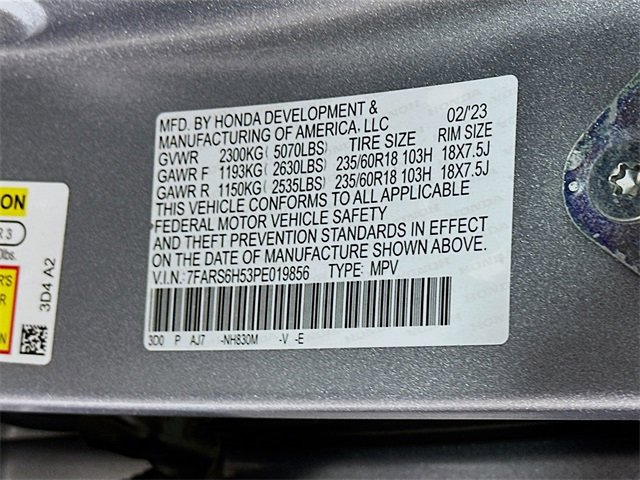 MFD. BY HONDA DEVELOPMENT &
MANUFACTURING OF AMERICA, LLC 02/'23
GVWR 2300KG ( 5070LBS) TIRE SIZE RIM SIZE
GAWR F 1193KG ( 2630LBS) 235/60R18 103H 18X7.5J
GAWR R 1150KG ( 2535LBS) 235/60R18 103H 18X7.5J
THIS VEHICLE CONFORMS TO ALL APPLICABLE
FEDERAL MOTOR VEHICLE SAFETY
AND THEFT PREVENTION STANDARDS IN EFFECT
ON THE DATE OF MANUFACTURE SHOWN ABOVE.
V.I.N.: 7FARS6H53PE019856 TYPE: MPV
3D0 P AJ7 -NH830M -V -E
3D4 A2
R 3
lbs.